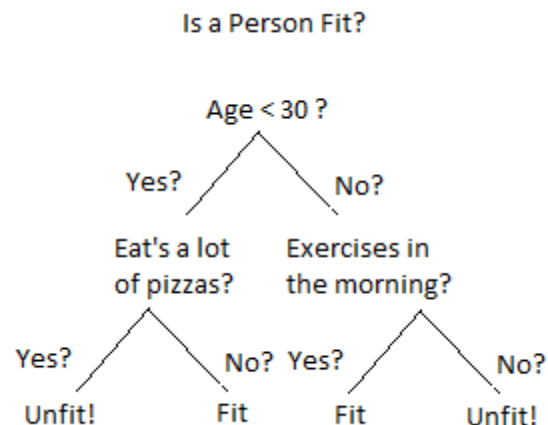 Is a Person Fit?
Age < 30 ?
Yes?
No?
Eat's a lot
of pizzas?
Exercises in
the morning?
Yes?
No?
Yes?
No?
Unfit!
Fit
Fit
Unfit!